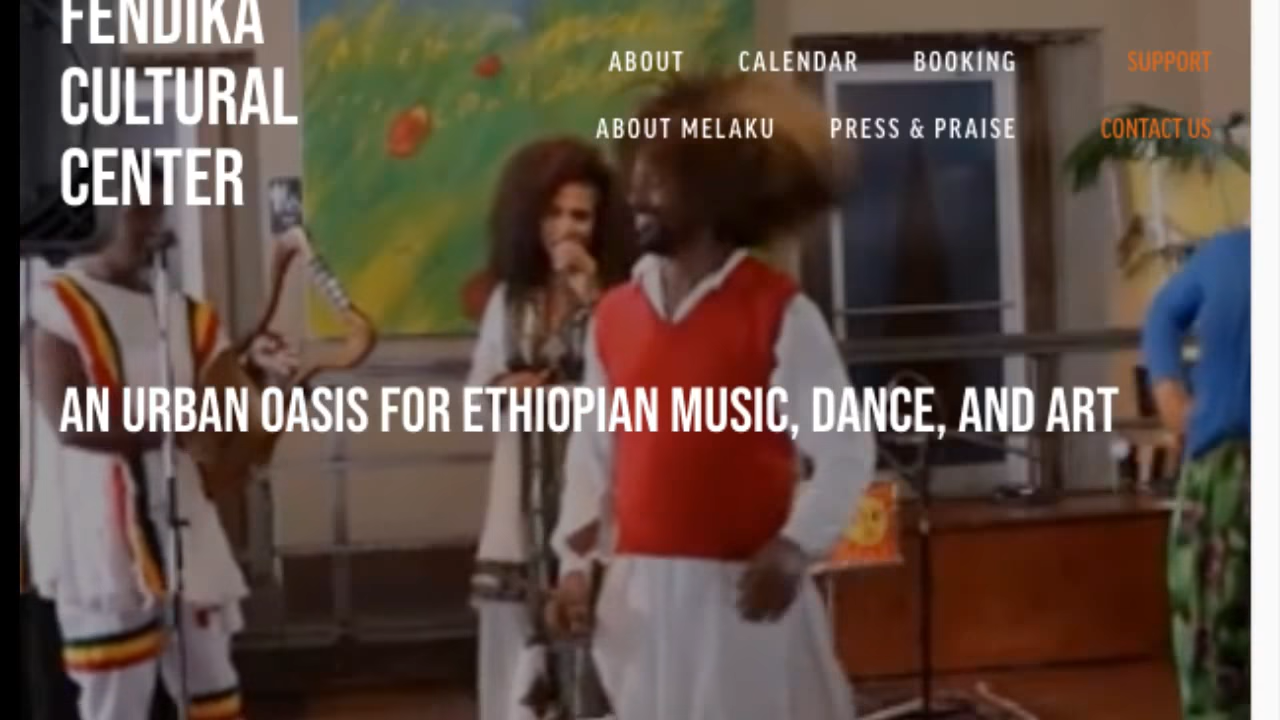 FENDIKA
CULTURAL
CENTER
ABOUT CALENDAR BOOKING SUPPORT
ABOUT MELAKU PRESS & PRAISE CONTACT US
AN URBAN OASIS FOR ETHIOPIAN MUSIC, DANCE, AND ART